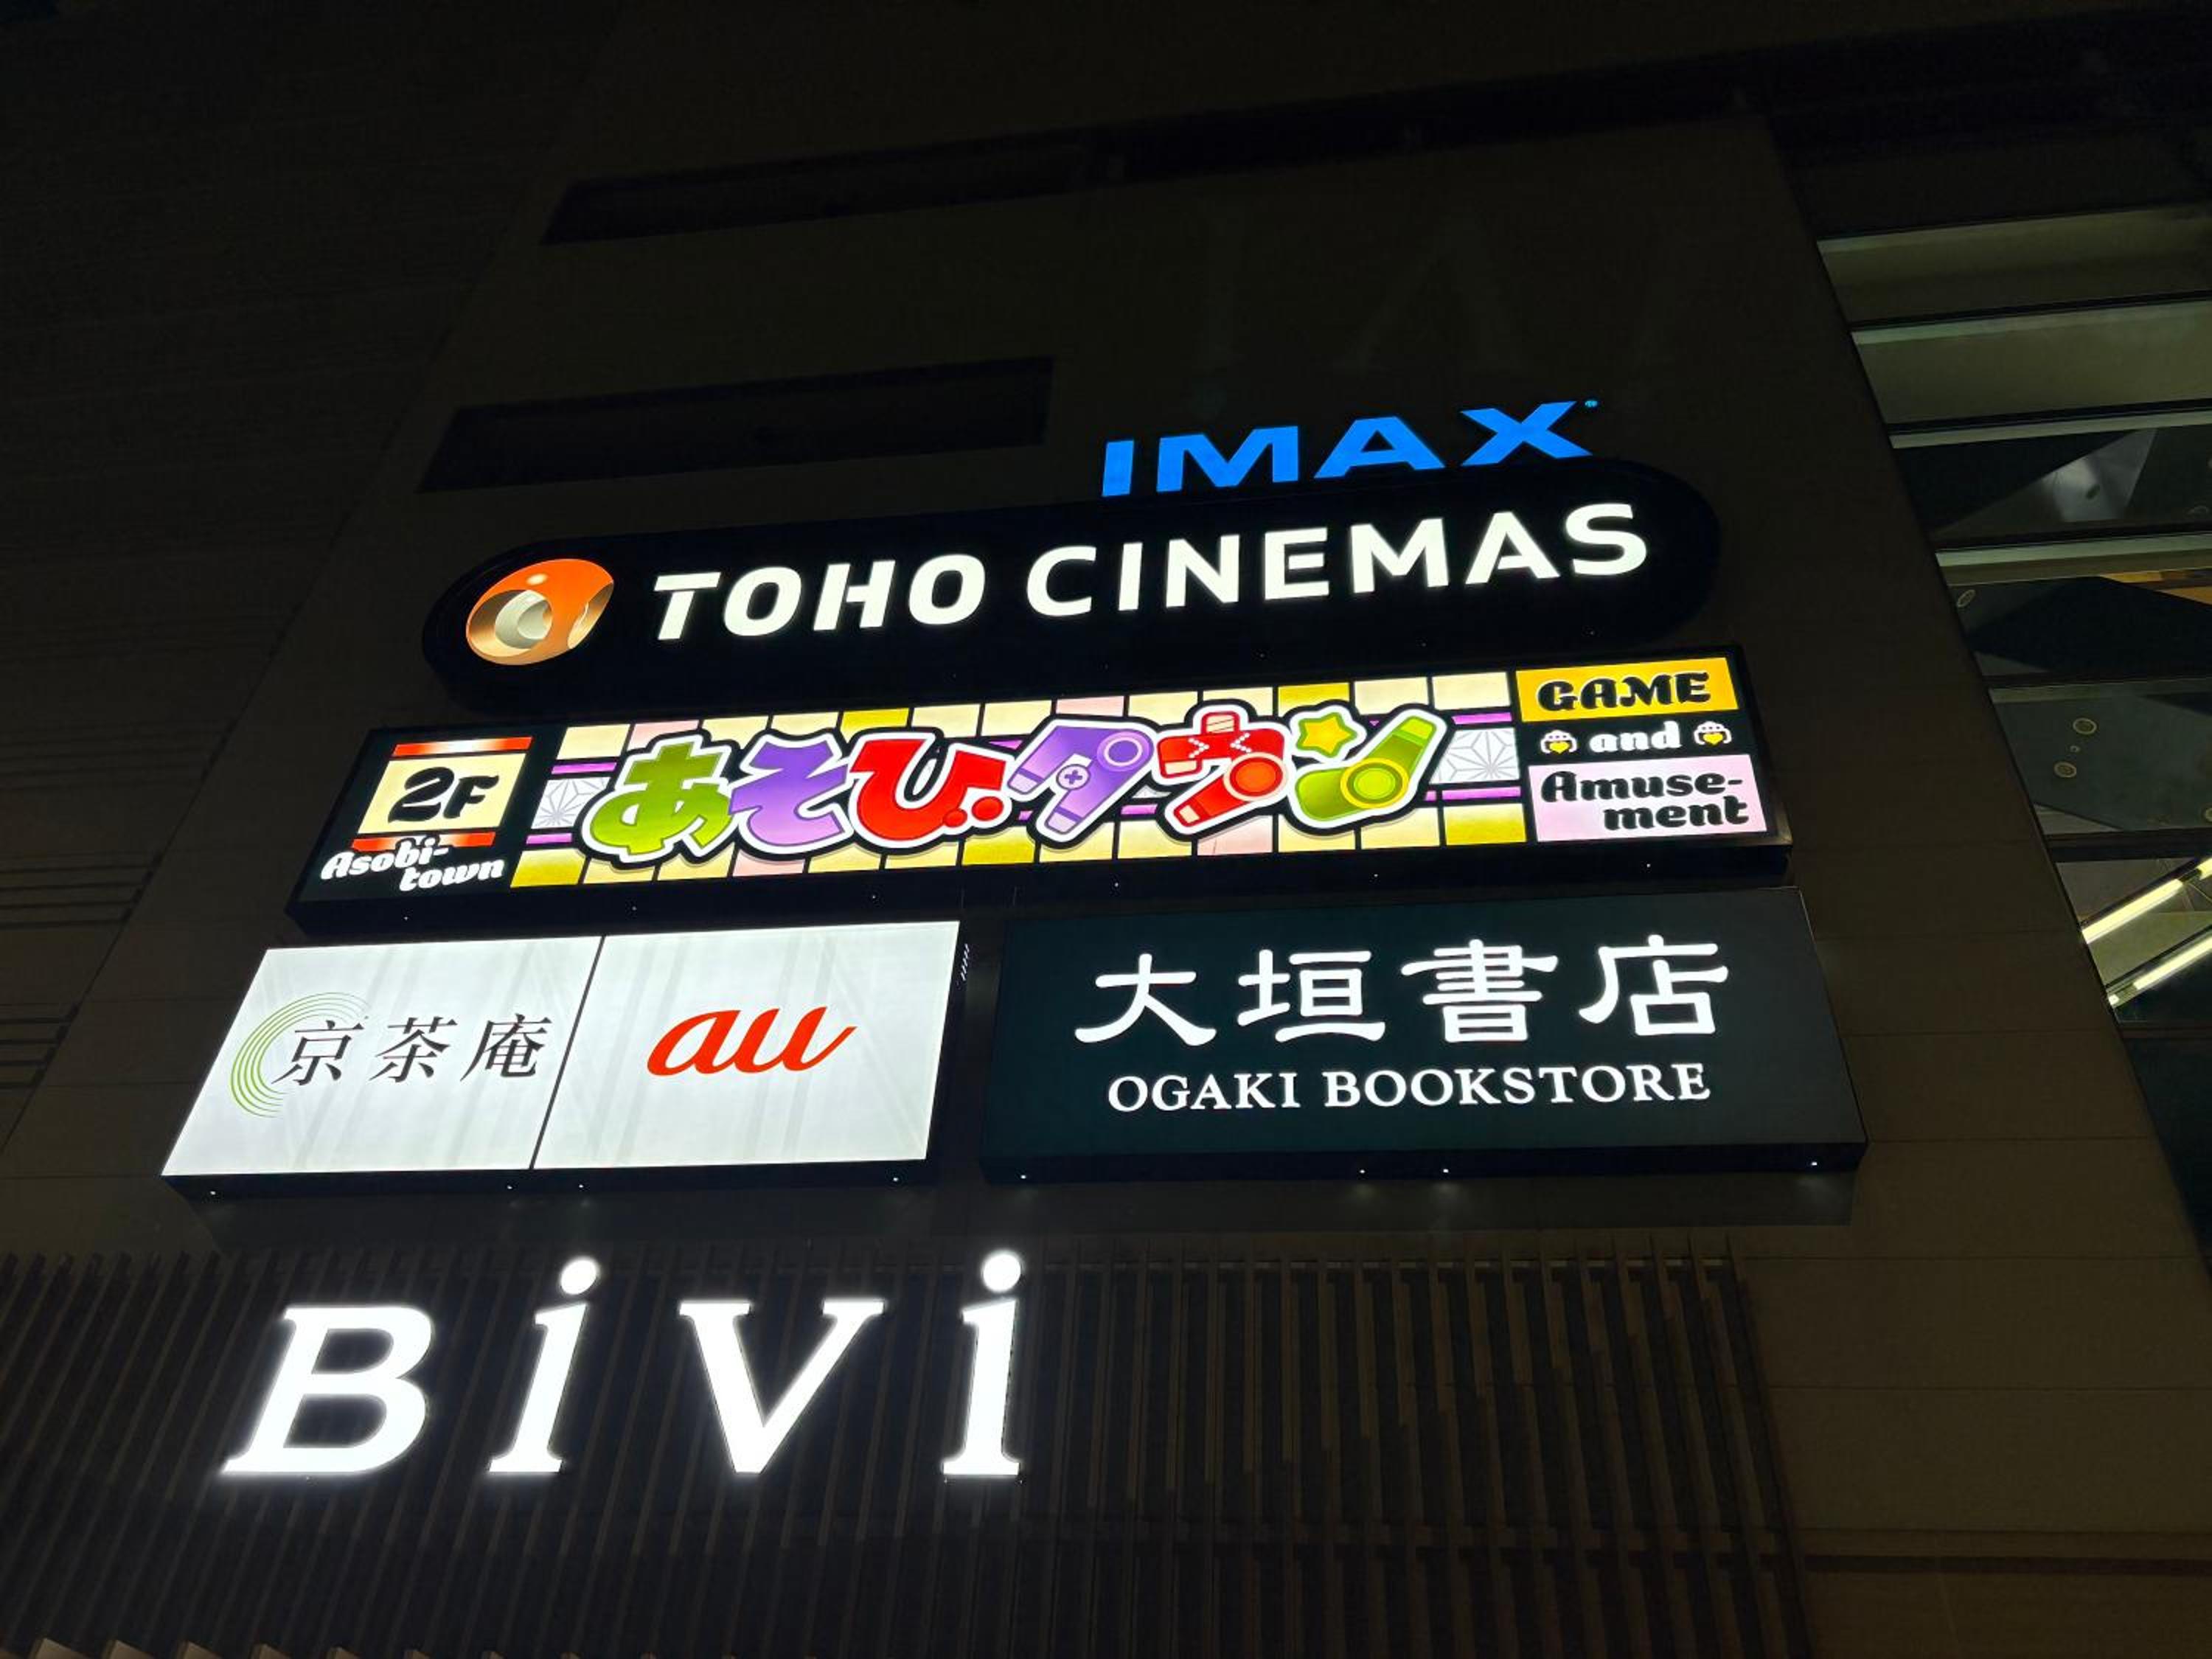 IMAX
TOHO CINEMAS
2F
Asobi-
town
あそびタウン
GAME
and
Amuse-
ment
京茶庵
au
大垣書店
OGAKI BOOKSTORE
BiVi